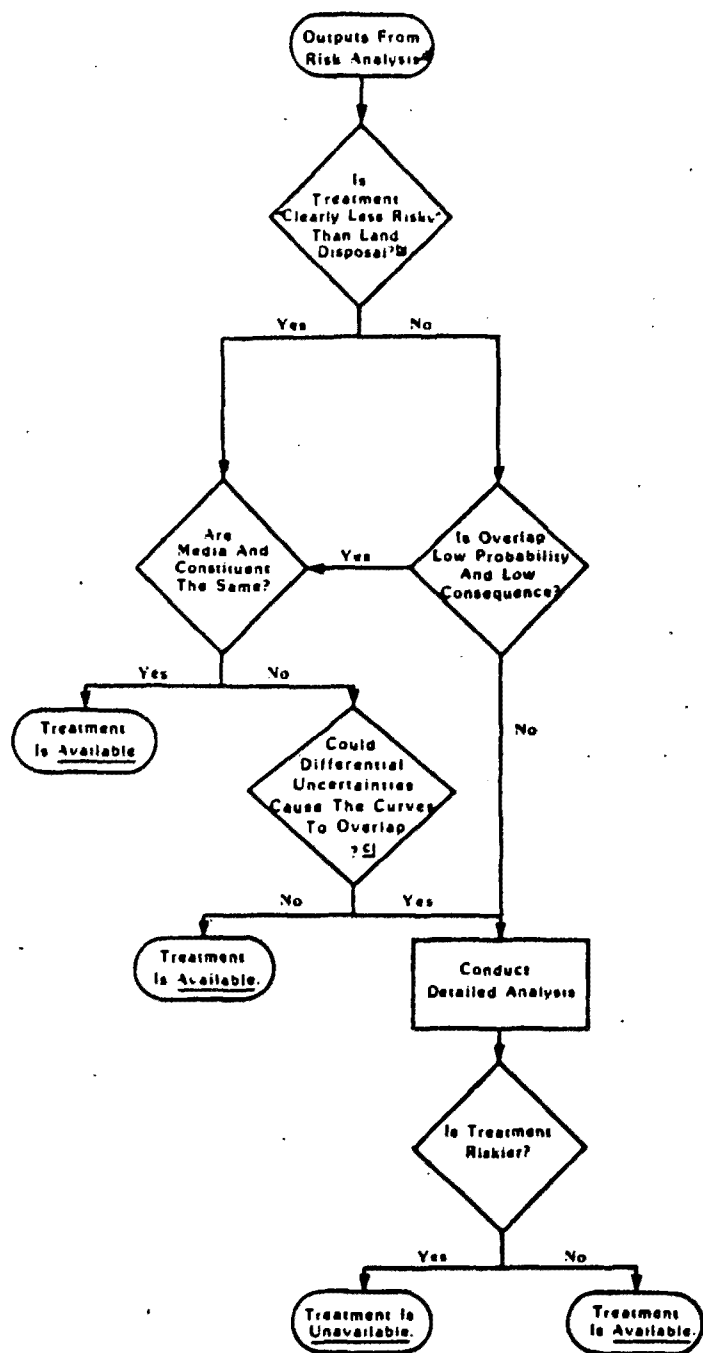 Outputs From
Risk Analysis
Is
Treatment
Clearly Less Risky
Than Land
Disposal?
Yes
No
Are
Media And
Constituent
The Same?
Yes
Is Overlap
Low Probability
And Low
Consequence?
Yes
No
No
Treatment
Is Available
Could
Differential
Uncertainties
Cause The Curves
To Overlap
? c/
No
Yes
Treatment
Is Available.
Conduct
Detailed Analysis
Is Treatment
Riskier?
Yes
No
Treatment Is
Unavailable.
Treatment
Is Available.